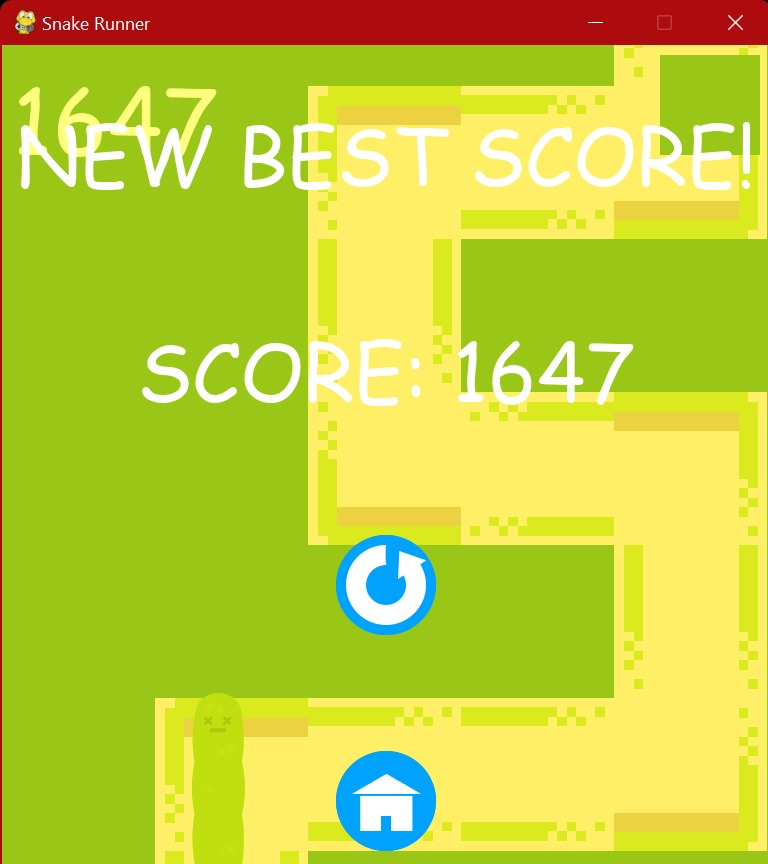 Snake Runner
1647
NEW BEST SCORE!
SCORE: 1647